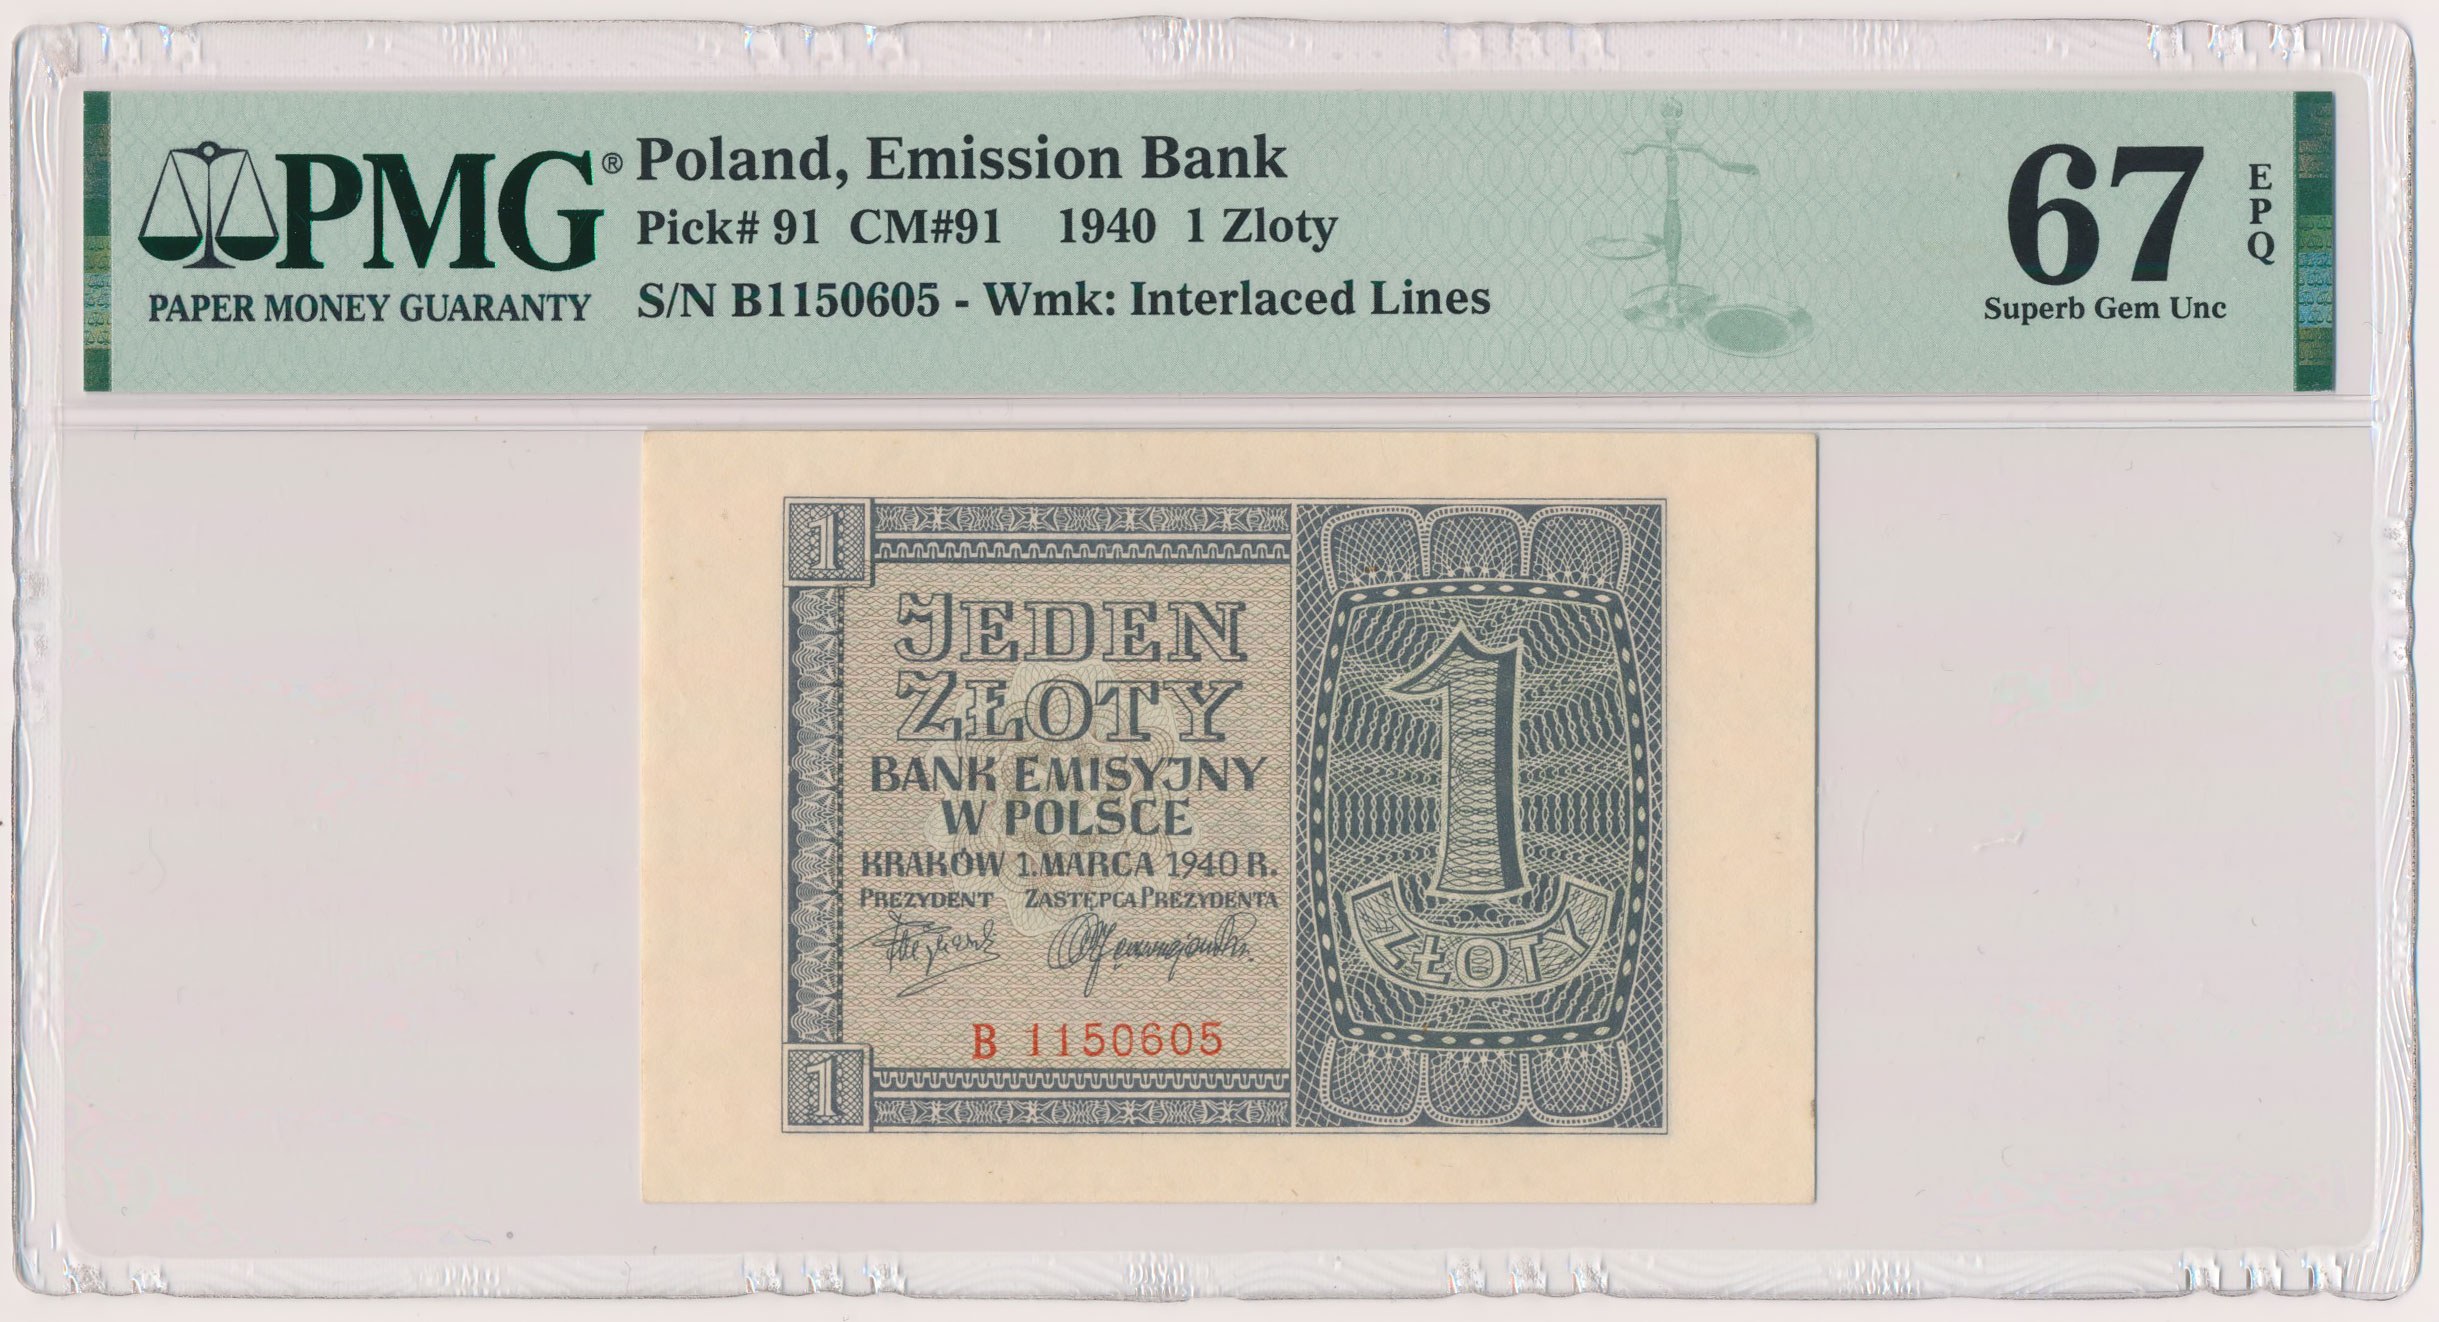 PMG®
PAPER MONEY GUARANTY
Poland, Emission Bank
Pick# 91 CM#91 1940 1 Zloty
S/N B1150605 - Wmk: Interlaced Lines
67
EPQ
Superb Gem Unc
1
JEDEN
ZŁOTY
BANK EMISYJNY
W POLSCE
KRAKÓW 1. MARCA 1940 R.
PREZYDENT ZASTĘPCA PREZYDENTA
B 1150605
1
1
ZŁOTY